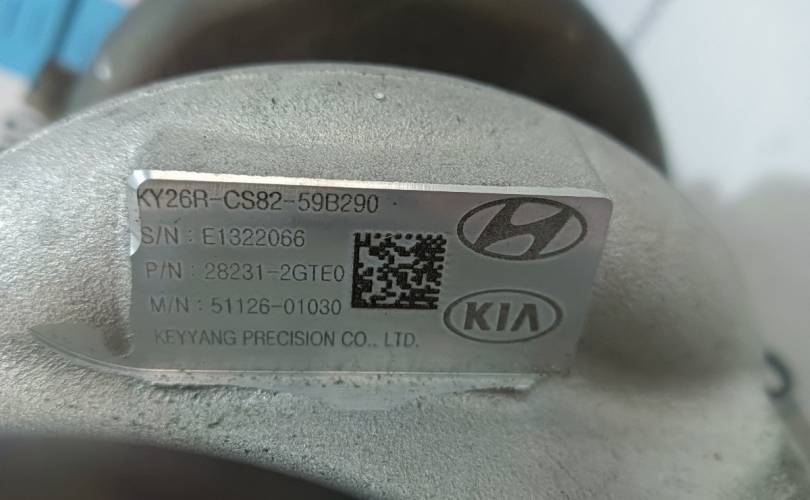 KY26R-CS82-59B290
S/N : E1322066
P/N : 28231-2GTE0
M/N : 51126-01030
KEYYANG PRECISION CO., LTD.
KIA